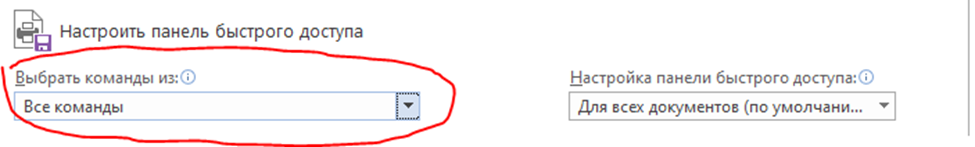 Настроить панель быстрого доступа
Выбрать команды из: Настройка панели быстрого доступа:
Все команды Для всех документов (по умолчани...